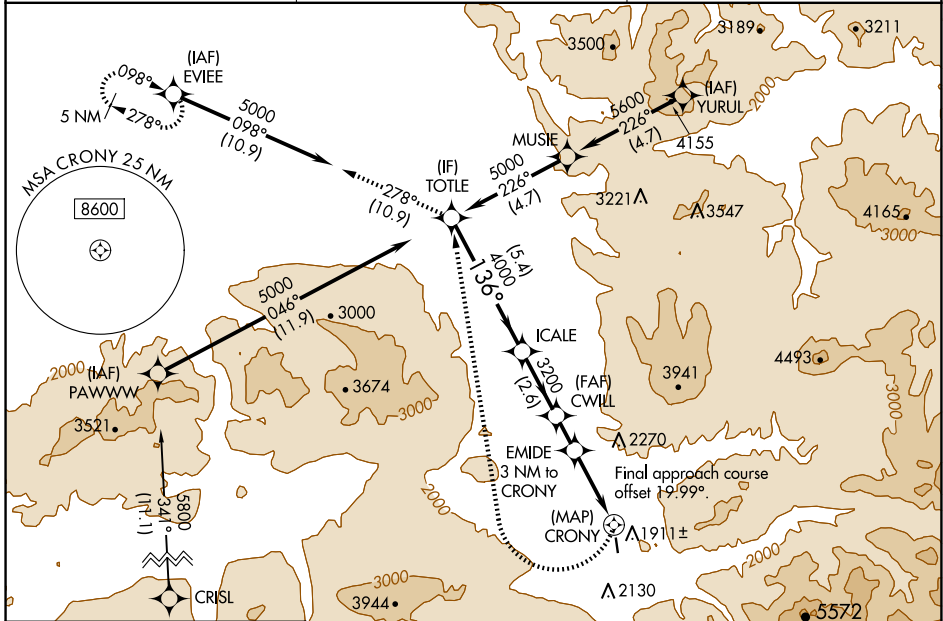 3500
3189
3211
2000
(IAF)
EVIEE
098°
278°
5 NM
5000
098°
(10.9)
278°
(10.9)
(IAF)
YURUL
5600
226°
(4.7)
4155
MUSIE
5000
226°
(4.7)
(IF)
TOTLE
MSA CRONY 25 NM
8600
3221
3547
4165
3000
5000
046°
(11.9)
3000
(5.4)
4000
136°
ICALE
2000
(IAF)
PAWWW
3521
3674
3000
3200
(2.6)
(FAF)
CWILL
3941
4493
3000
2270
EMIDE
3 NM to
CRONY
Final approach course
offset 19.99°.
5800
341°
(11.1)
2000
(MAP)
CRONY
1911±
2000
CRISL
3000
3944
2130
5572